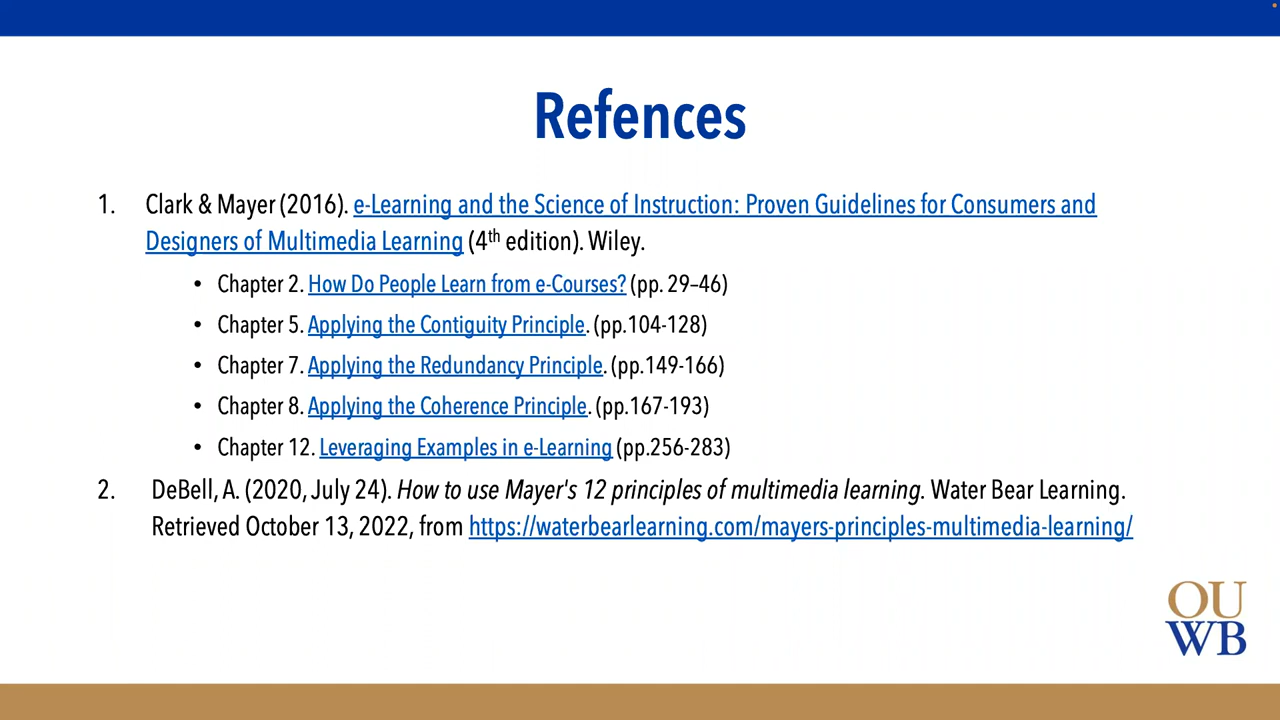 Refences
1. Clark & Mayer (2016). e-Learning and the Science of Instruction: Proven Guidelines for Consumers and
Designers of Multimedia Learning (4th edition). Wiley.
• Chapter 2. How Do People Learn from e-Courses? (pp. 29–46)
• Chapter 5. Applying the Contiguity Principle. (pp.104-128)
• Chapter 7. Applying the Redundancy Principle. (pp.149-166)
• Chapter 8. Applying the Coherence Principle. (pp.167-193)
• Chapter 12. Leveraging Examples in e-Learning (pp.256-283)
2. DeBell, A. (2020, July 24). How to use Mayer's 12 principles of multimedia learning. Water Bear Learning.
Retrieved October 13, 2022, from https://waterbearlearning.com/mayers-principles-multimedia-learning/
OU
WB